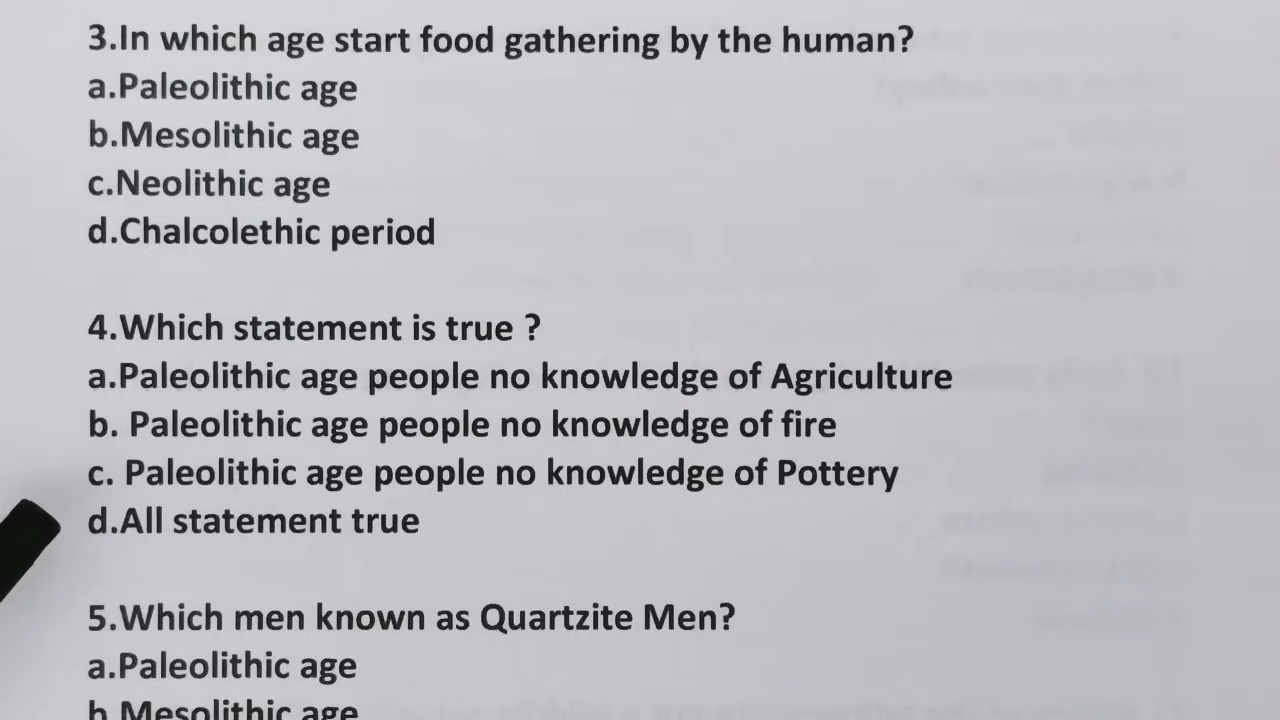 3.In which age start food gathering by the human?
a.Paleolithic age
b.Mesolithic age
c.Neolithic age
d.Chalcolethic period
4.Which statement is true ?
a.Paleolithic age people no knowledge of Agriculture
b. Paleolithic age people no knowledge of fire
c. Paleolithic age people no knowledge of Pottery
d.All statement true
5.Which men known as Quartzite Men?
a.Paleolithic age
b.Mesolithic age